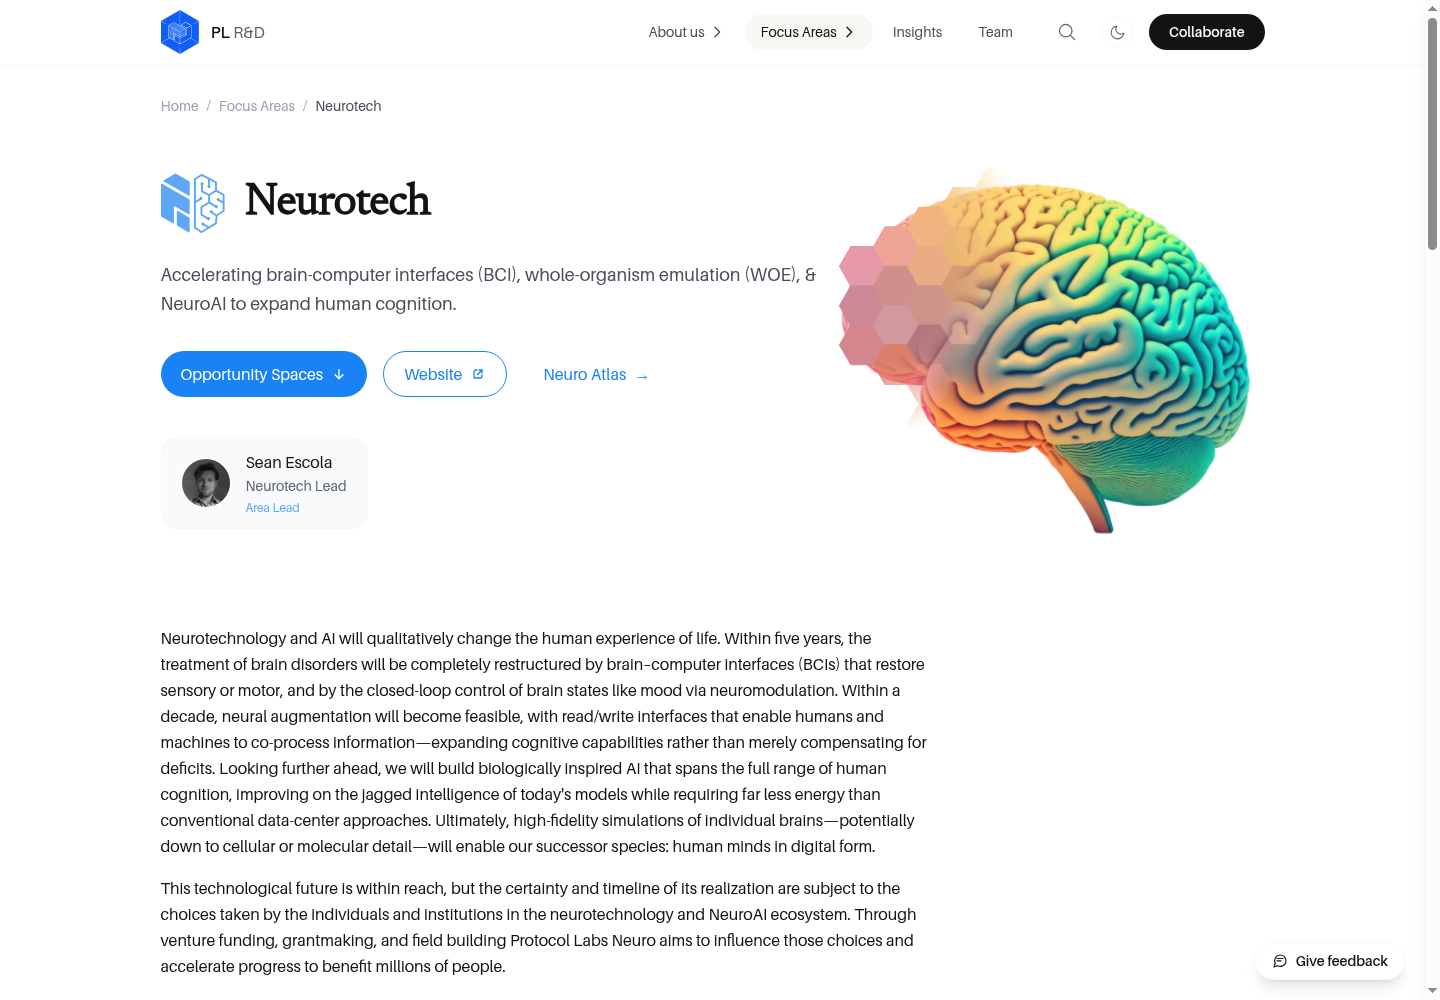 PL R&D
About us
Focus Areas
Insights
Team
Collaborate
Home / Focus Areas / Neurotech
Neurotech
Accelerating brain-computer interfaces (BCI), whole-organism emulation (WOE), &
NeuroAI to expand human cognition.
Opportunity Spaces ↓
Website
Neuro Atlas →
Sean Escola
Neurotech Lead
Area Lead
Neurotechnology and AI will qualitatively change the human experience of life. Within five years, the
treatment of brain disorders will be completely restructured by brain–computer interfaces (BCIs) that restore
sensory or motor, and by the closed-loop control of brain states like mood via neuromodulation. Within a
decade, neural augmentation will become feasible, with read/write interfaces that enable humans and
machines to co-process information—expanding cognitive capabilities rather than merely compensating for
deficits. Looking further ahead, we will build biologically inspired AI that spans the full range of human
cognition, improving on the jagged intelligence of today's models while requiring far less energy than
conventional data-center approaches. Ultimately, high-fidelity simulations of individual brains—potentially
down to cellular or molecular detail—will enable our successor species: human minds in digital form.
This technological future is within reach, but the certainty and timeline of its realization are subject to the
choices taken by the individuals and institutions in the neurotechnology and NeuroAI ecosystem. Through
venture funding, grantmaking, and field building Protocol Labs Neuro aims to influence those choices and
accelerate progress to benefit millions of people.
Give feedback